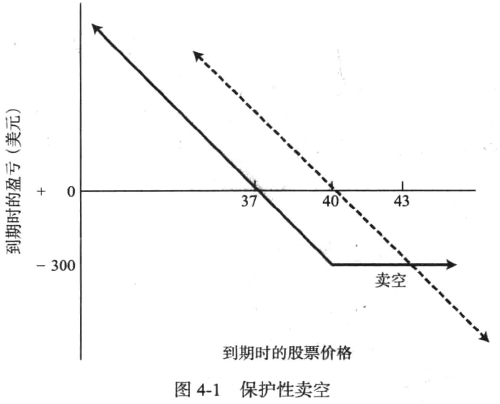 到期时的盈亏（美元）
+ 0
37
40
43
- 300
卖空
到期时的股票价格
图 4-1 保护性卖空